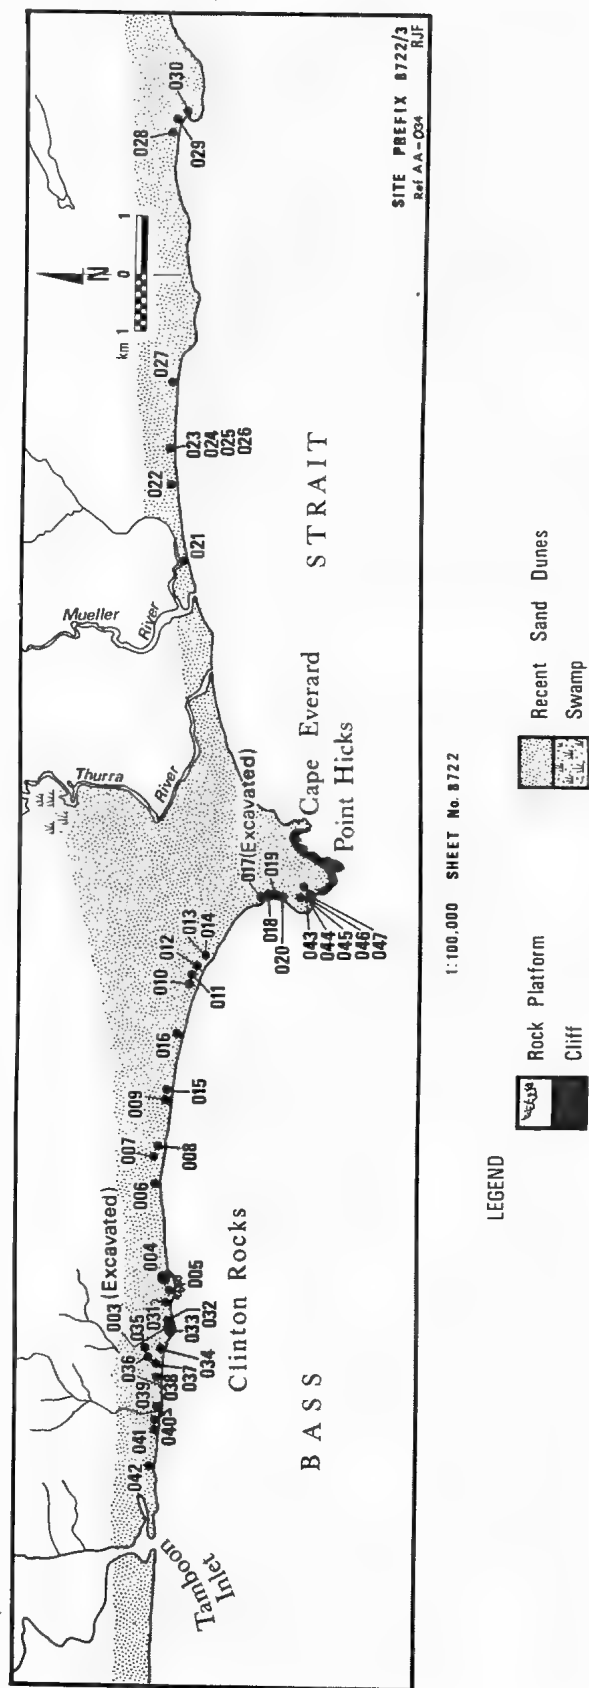 030
028
029
SITE PREFIX 8722/3
RJF
Ref AA-034
N
km 1 0 1
027
023
024
025
026
022
021
STRAIT
Mueller
River
Thurra
River
017 (Excavated)
Cape Everard
Point Hicks
018
019
020
043
044
045
046
047
013
014
012
010
011
016
009
015
007
008
006
003 (Excavated)
004
005
035
031
032
033
036
034
037
039
038
040
041
042
Clinton Rocks
BASS
Tamboon
Inlet
1:100,000 SHEET No. 8722
LEGEND
Rock Platform
Cliff
Recent Sand Dunes
Swamp